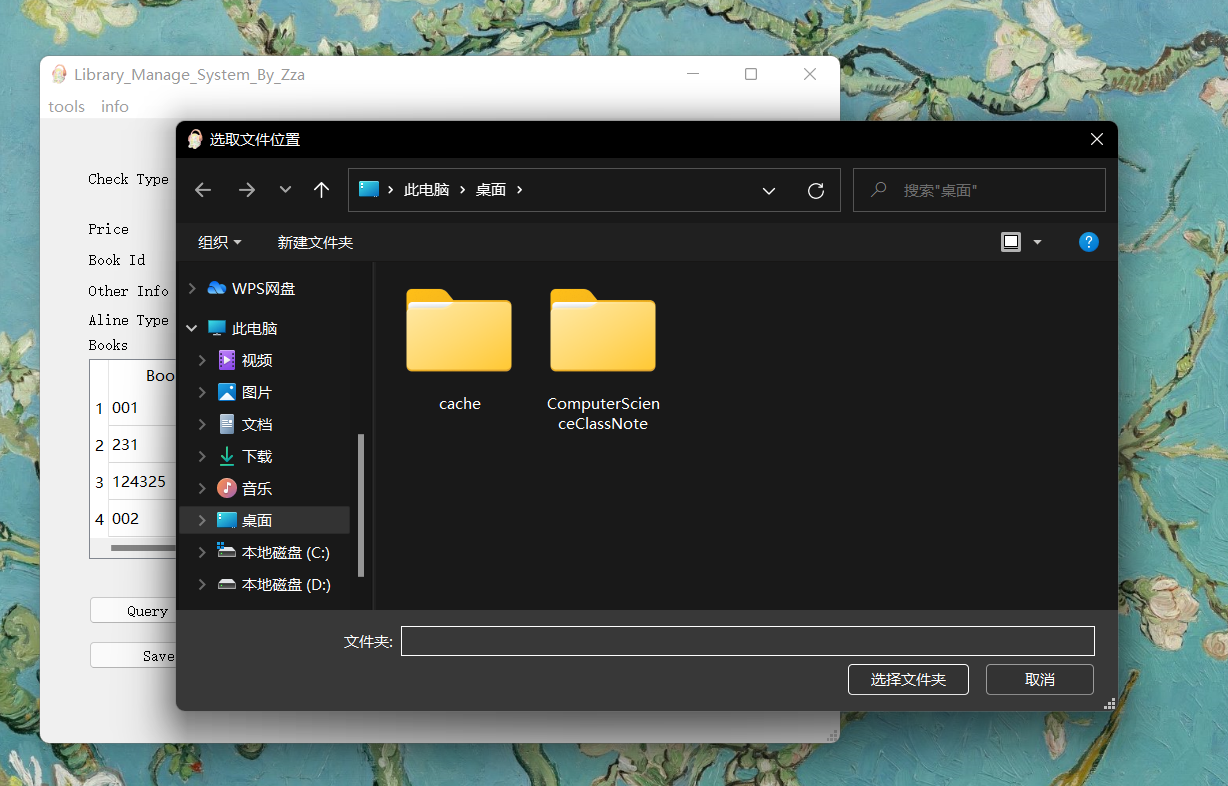 Library_Manage_System_By_Zza
tools info
选取文件位置
此电脑 桌面
搜索"桌面"
组织 新建文件夹
?
Check Type
Price
Book Id
Other Info
Aline Type
Books
Boo
1 001
2 231
3 124325
4 002
Query
Save
WPS网盘
此电脑
视频
图片
文档
下载
音乐
桌面
本地磁盘 (C:)
本地磁盘 (D:)
cache
ComputerScien
ceClassNote
文件夹:
选择文件夹 取消